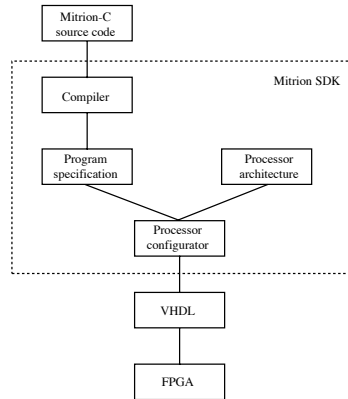 Mitrion-C
source code
Mitrion SDK
Compiler
Program
specification
Processor
architecture
Processor
configurator
VHDL
FPGA